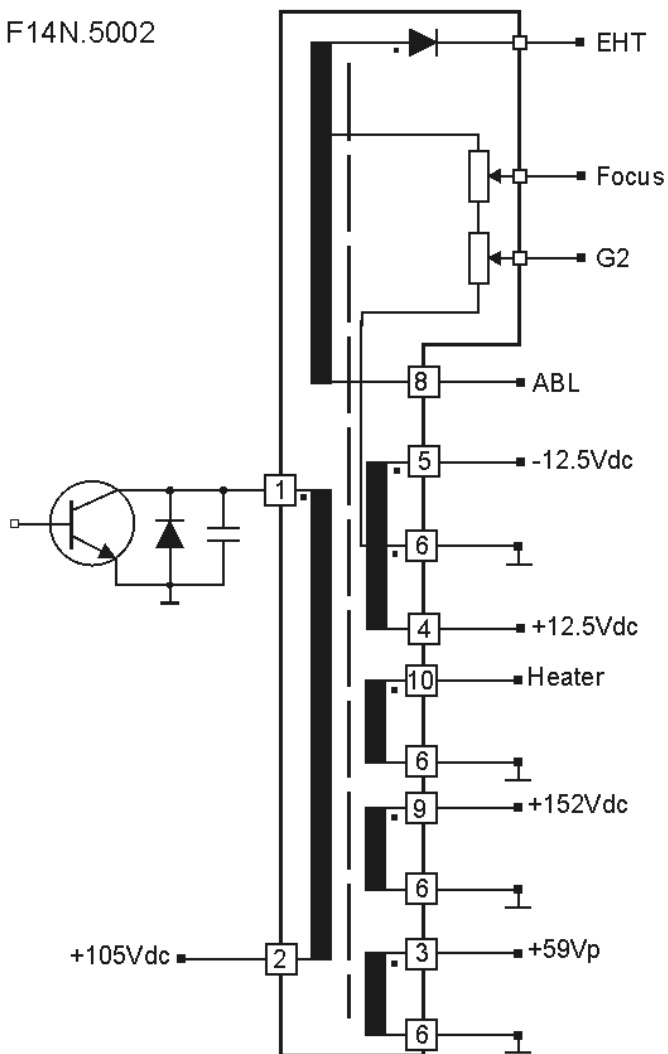 F14N.5002
EHT
Focus
G2
8 ABL
5 -12.5Vdc
1
6
4 +12.5Vdc
10 Heater
6
9 +152Vdc
6
+105Vdc 2
3 +59Vp
6